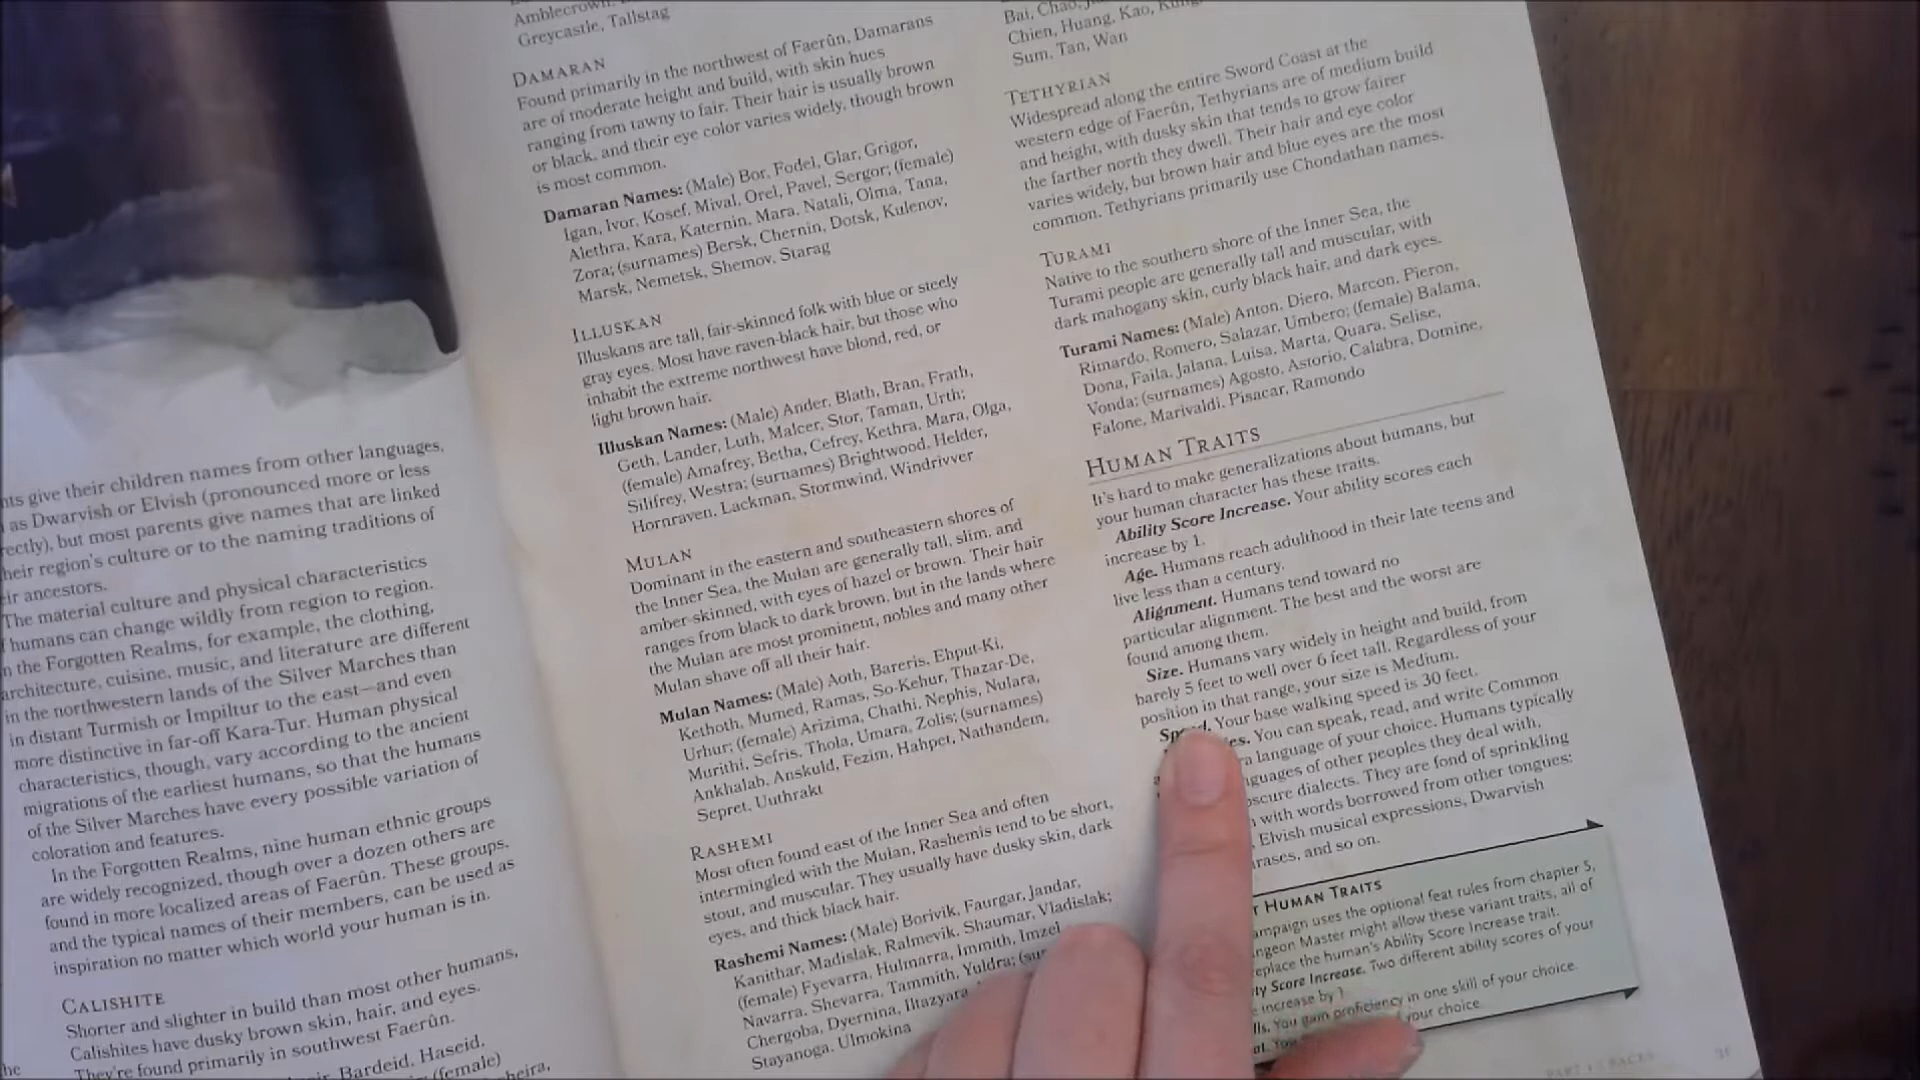 nts give their children names from other languages,
as Dwarvish or Elvish (pronounced more or less
rectly), but most parents give names that are linked
heir region's culture or to the naming traditions of
eir ancestors.
The material culture and physical characteristics
f humans can change wildly from region to region.
n the Forgotten Realms, for example, the clothing,
architecture, cuisine, music, and literature are different
in the northwestern lands of the Silver Marches than
in distant Turmish or Impiltur to the east—and even
more distinctive in far-off Kara-Tur. Human physical
characteristics, though, vary according to the ancient
migrations of the earliest humans, so that the humans
of the Silver Marches have every possible variation of
coloration and features.
In the Forgotten Realms, nine human ethnic groups
are widely recognized, though over a dozen others are
found in more localized areas of Faerûn. These groups,
and the typical names of their members, can be used as
inspiration no matter which world your human is in.
CALISHITE
Shorter and slighter in build than most other humans,
Calishites have dusky brown skin, hair, and eyes.
They're found primarily in southwest Faerûn.
Bardeid, Haseid,
(female)
Amblecrown,
Greycastle, Tallstag
DAMARAN
Found primarily in the northwest of Faerûn, Damarans
are of moderate height and build, with skin hues
ranging from tawny to fair. Their hair is usually brown
or black, and their eye color varies widely, though brown
is most common.
Damaran Names: (Male) Bor, Fodel, Glar, Grigor,
Igan, Ivor, Kosef, Mival, Orel, Pavel, Sergor; (female)
Alethra, Kara, Katernin, Mara, Natali, Olma, Tana,
Zora; (surnames) Bersk, Chernin, Dotsk, Kulenov,
Marsk, Nemetsk, Shemov, Starag
ILLUSKAN
Illuskans are tall, fair-skinned folk with blue or steely
gray eyes. Most have raven-black hair, but those who
inhabit the extreme northwest have blond, red, or
light brown hair.
Illuskan Names: (Male) Ander, Blath, Bran, Frath,
Geth, Lander, Luth, Malcer, Stor, Taman, Urth;
(female) Amafrey, Betha, Cefrey, Kethra, Mara, Olga,
Silifrey, Westra; (surnames) Brightwood, Helder,
Hornraven, Lackman, Stormwind, Windrivver
MULAN
Dominant in the eastern and southeastern shores of
the Inner Sea, the Mulan are generally tall, slim, and
amber-skinned, with eyes of hazel or brown. Their hair
ranges from black to dark brown, but in the lands where
the Mulan are most prominent, nobles and many other
Mulan shave off all their hair.
Mulan Names: (Male) Aoth, Bareris, Ehput-Ki,
Kethoth, Mumed, Ramas, So-Kehur, Thazar-De,
Urhur; (female) Arizima, Chathi, Nephis, Nulara,
Murithi, Sefris, Thola, Umara, Zolis; (surnames)
Ankhalab, Anskuld, Fezim, Hahpet, Nathandem,
Sepret, Uuthrakt
RASHEMI
Most often found east of the Inner Sea and often
intermingled with the Mulan, Rashemis tend to be short,
stout, and muscular. They usually have dusky skin, dark
eyes, and thick black hair.
Rashemi Names: (Male) Borivik, Faurgar, Jandar,
Kanithar, Madislak, Ralmevik, Shaumar, Vladislak;
(female) Fyevarra, Hulmarra, Immith, Imzel,
Navarra, Shevarra, Tammith, Yuldra; (sur
Chergoba, Dyernina, Iltazyara,
Stayanoga, Ulmokina
Bai, Chao,
Chien, Huang, Kao, Kung,
Sum, Tan, Wan
TETHYRIAN
Widespread along the entire Sword Coast at the
western edge of Faerûn, Tethyrians are of medium build
and height, with dusky skin that tends to grow fairer
the farther north they dwell. Their hair and eye color
varies widely, but brown hair and blue eyes are the most
common. Tethyrians primarily use Chondathan names.
TURAMI
Native to the southern shore of the Inner Sea, the
Turami people are generally tall and muscular, with
dark mahogany skin, curly black hair, and dark eyes.
Turami Names: (Male) Anton, Diero, Marcon, Pieron,
Rimardo, Romero, Salazar, Umbero; (female) Balama,
Dona, Faila, Jalana, Luisa, Marta, Quara, Selise,
Vonda; (surnames) Agosto, Astorio, Calabra, Domine,
Falone, Marivaldi, Pisacar, Ramondo
HUMAN TRAITS
It's hard to make generalizations about humans, but
your human character has these traits.
Ability Score Increase. Your ability scores each
increase by 1.
Age. Humans reach adulthood in their late teens and
live less than a century.
Alignment. Humans tend toward no
particular alignment. The best and the worst are
found among them.
Size. Humans vary widely in height and build, from
barely 5 feet to well over 6 feet tall. Regardless of your
position in that range, your size is Medium.
Speed. Your base walking speed is 30 feet.
es. You can speak, read, and write Common
a language of your choice. Humans typically
guages of other peoples they deal with,
scure dialects. They are fond of sprinkling
with words borrowed from other tongues:
Elvish musical expressions, Dwarvish
rases, and so on.
T HUMAN TRAITS
ampaign uses the optional feat rules from chapter 5,
ngeon Master might allow these variant traits, all of
eplace the human's Ability Score Increase trait.
ty Score Increase. Two different ability scores of your
e increase by 1.
lls. You gain proficiency in one skill of your choice.
at. You your choice.
PART 1 | RACES
31